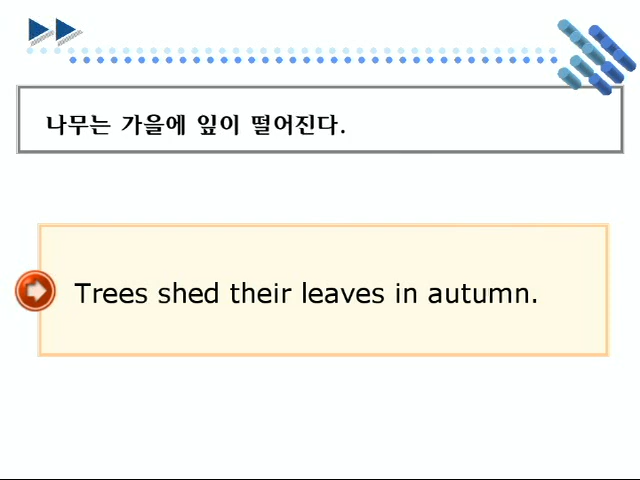 나무는 가을에 잎이 떨어진다.
Trees shed their leaves in autumn.